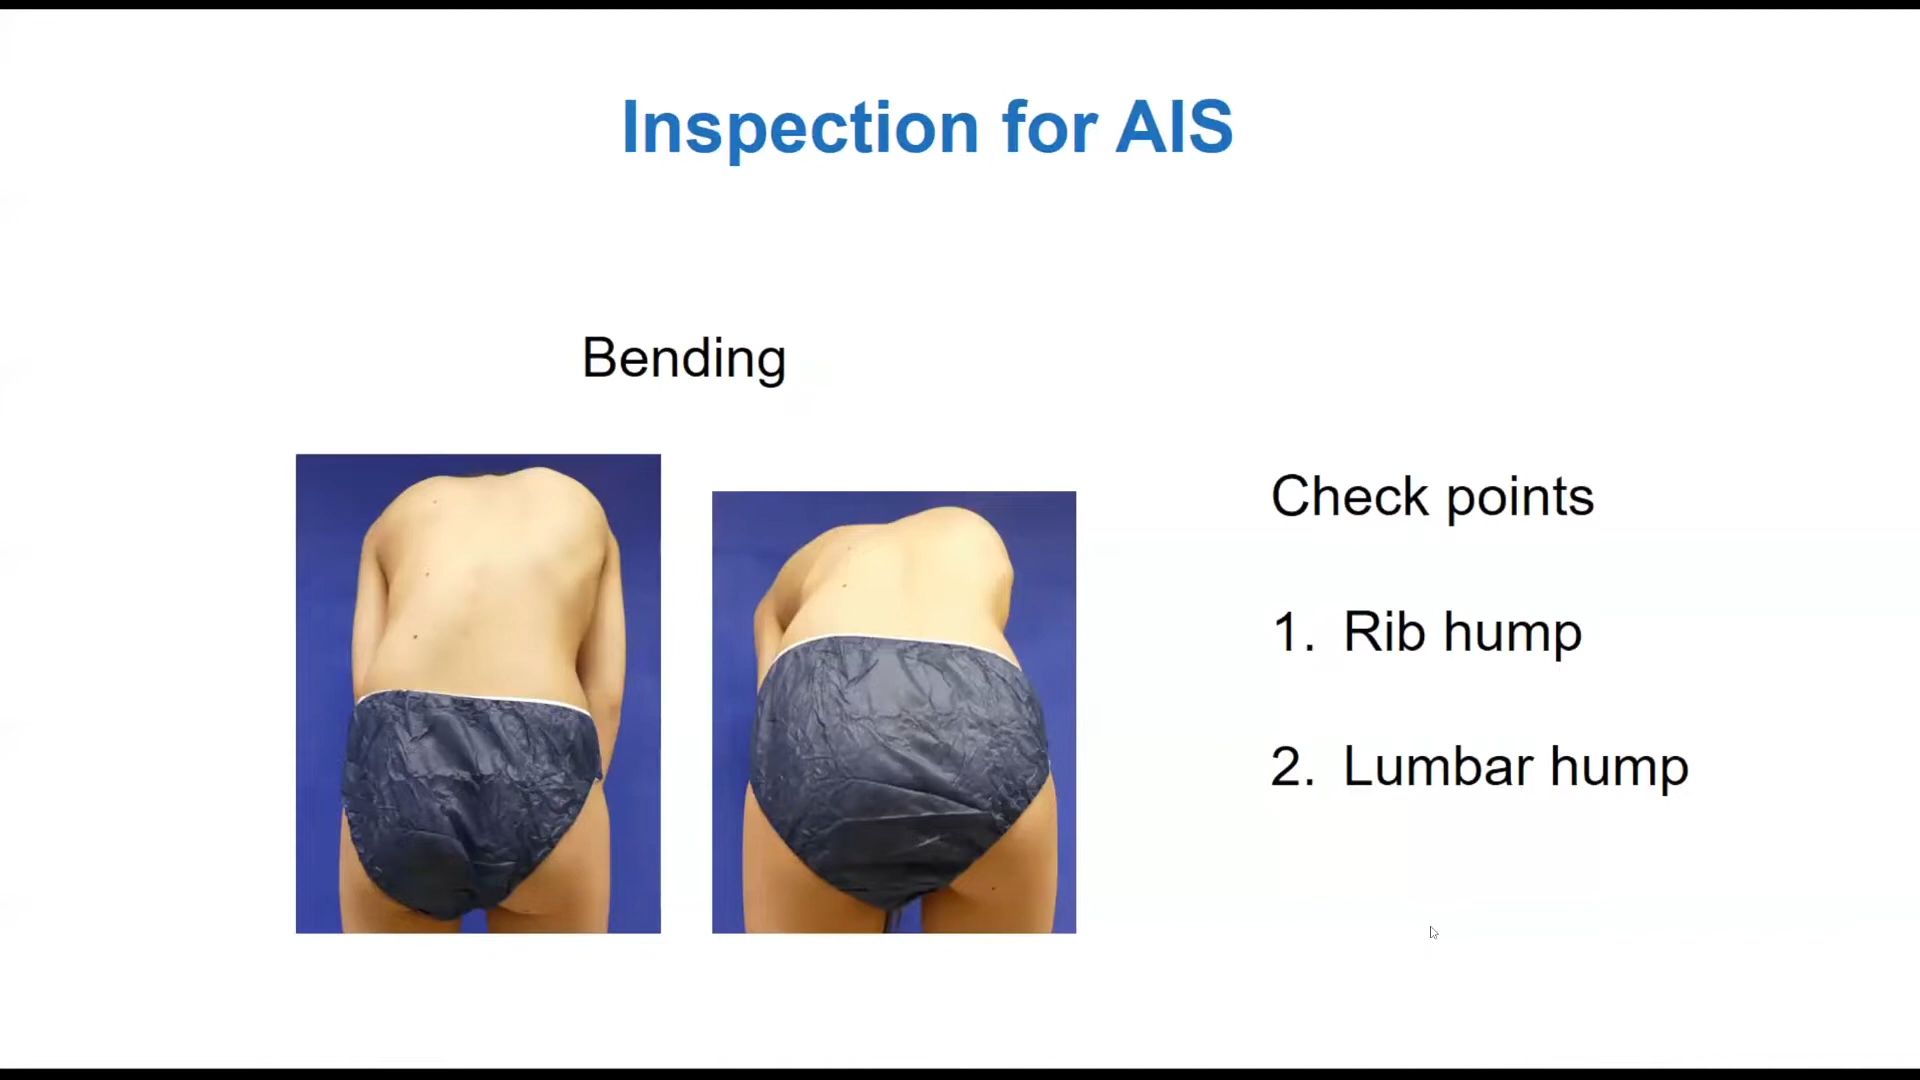 Inspection for AIS
Bending
Check points
1. Rib hump
2. Lumbar hump